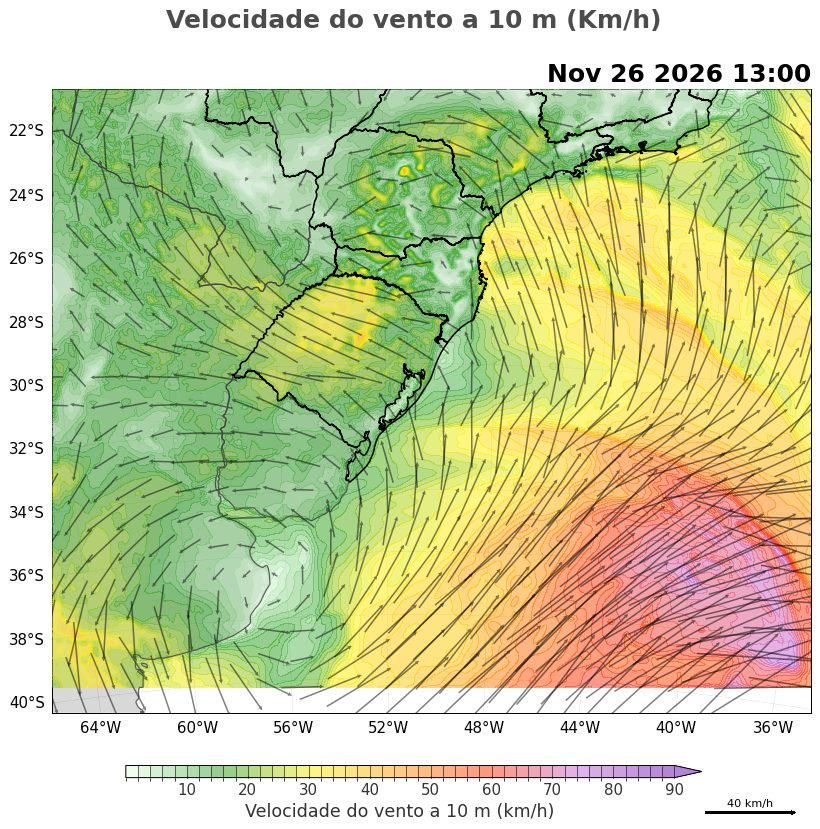 Velocidade do vento a 10 m (Km/h)
Nov 26 2026 13:00
22°S
24°S
26°S
28°S
30°S
32°S
34°S
36°S
38°S
40°S
64°W 60°W 56°W 52°W 48°W 44°W 40°W 36°W
10 20 30 40 50 60 70 80 90
Velocidade do vento a 10 m (km/h)
40 km/h